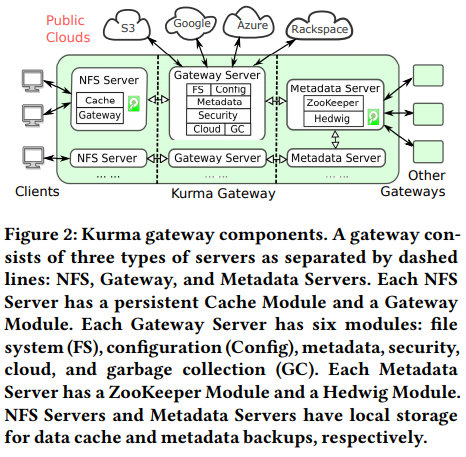 Public
Clouds
S3
Google
Azure
Rackspace
NFS Server
Cache
Gateway
Gateway Server
FS Config
Metadata
Security
Cloud GC
Metadata Server
ZooKeeper
Hedwig
NFS Server
Gateway Server
Metadata Server
... ...
... ...
... ...
Clients
Kurma Gateway
Other
Gateways
Figure 2: Kurma gateway components. A gateway con-
sists of three types of servers as separated by dashed
lines: NFS, Gateway, and Metadata Servers. Each NFS
Server has a persistent Cache Module and a Gateway
Module. Each Gateway Server has six modules: file
system (FS), configuration (Config), metadata, security,
cloud, and garbage collection (GC). Each Metadata
Server has a ZooKeeper Module and a Hedwig Module.
NFS Servers and Metadata Servers have local storage
for data cache and metadata backups, respectively.